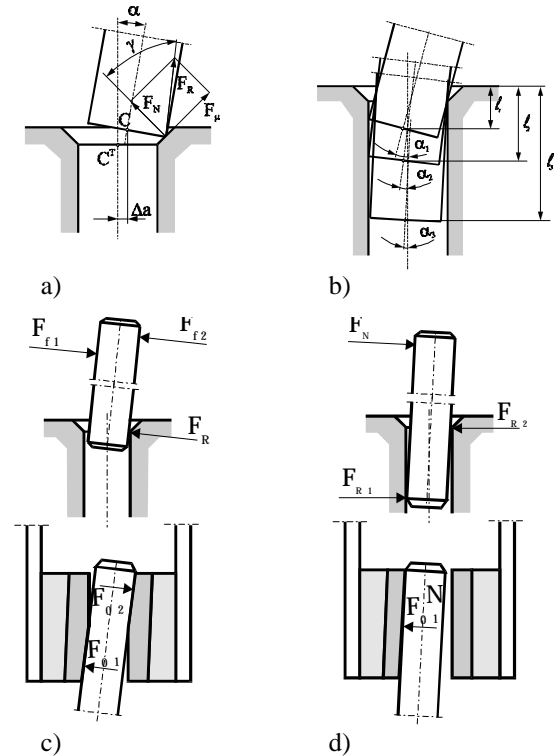 α
γ
F_R
F_N
F_μ
C
C^T
Δa
a)
α_1
α_2
α_3
b)
F_f1
F_f2
F_R
F_02
F_01
c)
F_N
F_R2
F_R1
N
F_01
d)